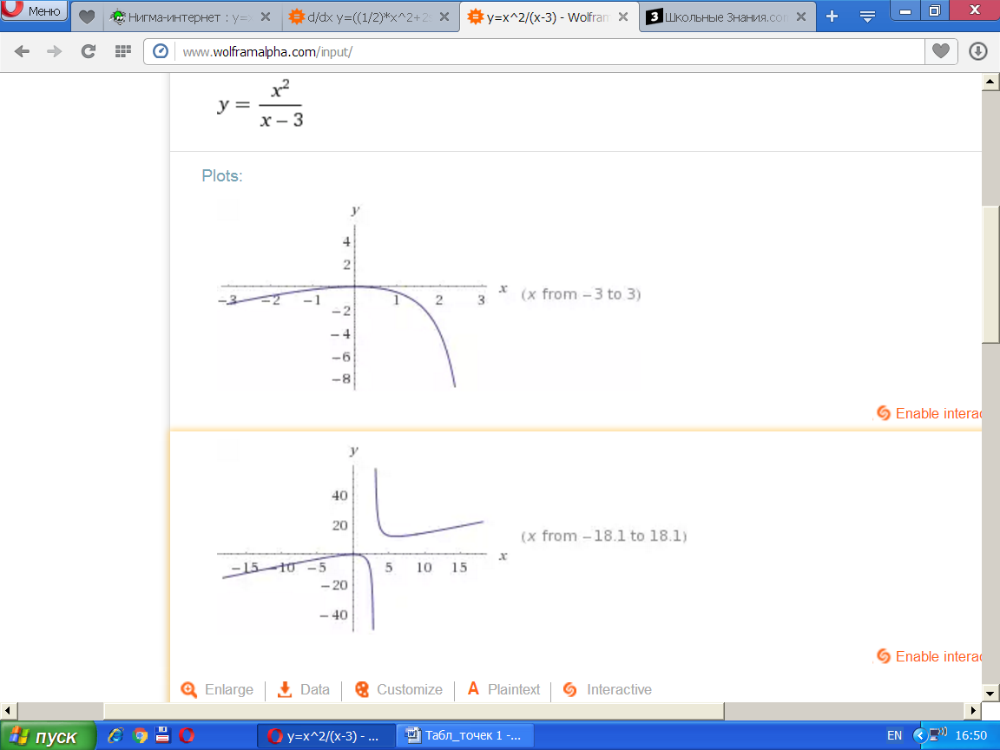 Меню
Нигма-интернет : y=
d/dx y=((1/2)*x^2+2
y=x^2/(x-3) - Wolfram
3 Школьные Знания.com
www.wolframalpha.com/input/
y = x² / (x − 3)
Plots:
y
4
2
−3 −2 −1 1 2 3 x
−2
−4
−6
−8
(x from −3 to 3)
Enable interac
y
40
20
−15 −10 −5 5 10 15 x
−20
−40
(x from −18.1 to 18.1)
Enable interac
Enlarge Data Customize A Plaintext Interactive
пуск
y=x^2/(x-3) - ...
Табл_точек 1 -...
EN
16:50